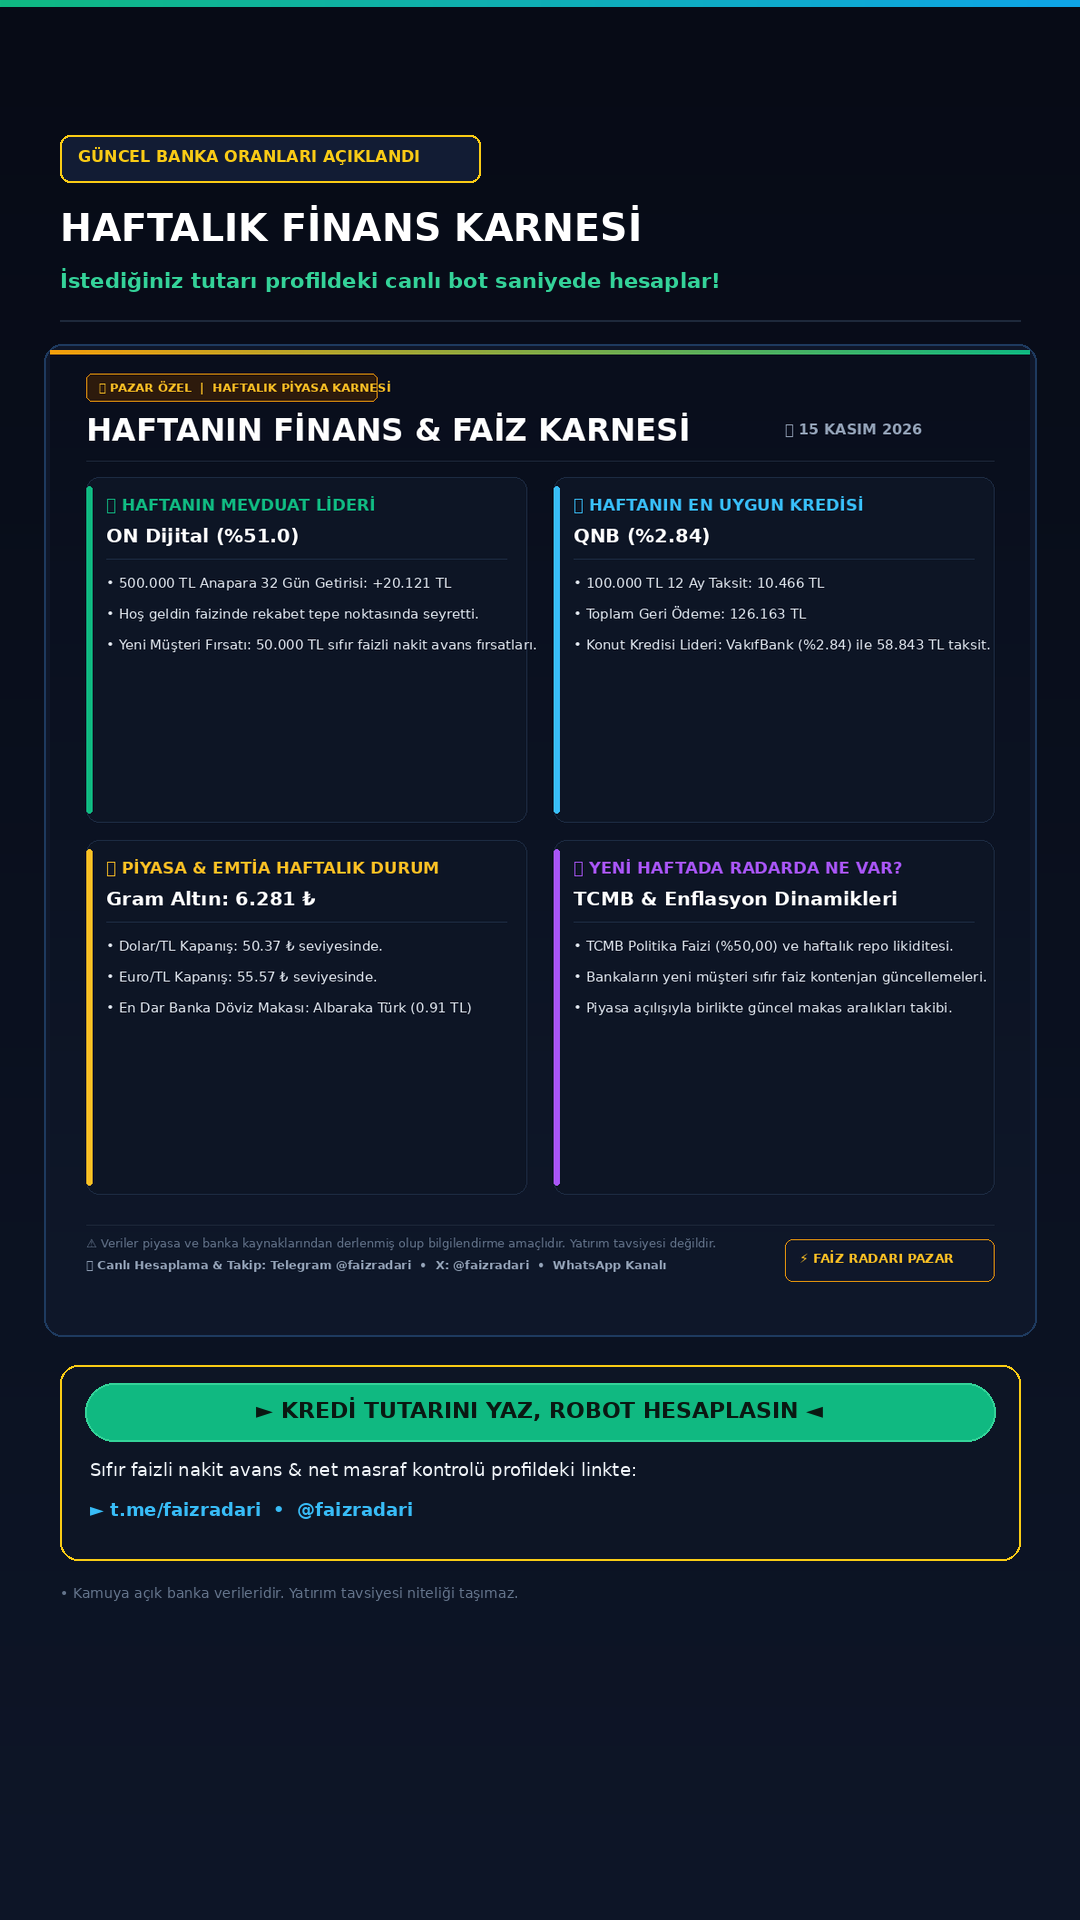 GÜNCEL BANKA ORANLARI AÇIKLANDI
HAFTALIK FİNANS KARNESİ
İstediğiniz tutarı profildeki canlı bot saniyede hesaplar!
PAZAR ÖZEL | HAFTALIK PİYASA KARNESİ
HAFTANIN FİNANS & FAİZ KARNESİ
15 KASIM 2026
HAFTANIN MEVDUAT LİDERİ
ON Dijital (%51.0)
• 500.000 TL Anapara 32 Gün Getirisi: +20.121 TL
• Hoş geldin faizinde rekabet tepe noktasında seyretti.
• Yeni Müşteri Fırsatı: 50.000 TL sıfır faizli nakit avans fırsatları.
HAFTANIN EN UYGUN KREDİSİ
QNB (%2.84)
• 100.000 TL 12 Ay Taksit: 10.466 TL
• Toplam Geri Ödeme: 126.163 TL
• Konut Kredisi Lideri: VakıfBank (%2.84) ile 58.843 TL taksit.
PİYASA & EMTİA HAFTALIK DURUM
Gram Altın: 6.281 ₺
• Dolar/TL Kapanış: 50.37 ₺ seviyesinde.
• Euro/TL Kapanış: 55.57 ₺ seviyesinde.
• En Dar Banka Döviz Makası: Albaraka Türk (0.91 TL)
YENİ HAFTADA RADARDA NE VAR?
TCMB & Enflasyon Dinamikleri
• TCMB Politika Faizi (%50,00) ve haftalık repo likiditesi.
• Bankaların yeni müşteri sıfır faiz kontenjan güncellemeleri.
• Piyasa açılışıyla birlikte güncel makas aralıkları takibi.
⚠ Veriler piyasa ve banka kaynaklarından derlenmiş olup bilgilendirme amaçlıdır. Yatırım tavsiyesi değildir.
Canlı Hesaplama & Takip: Telegram @faizradari • X: @faizradari • WhatsApp Kanalı
⚡ FAİZ RADARI PAZAR
► KREDİ TUTARINI YAZ, ROBOT HESAPLASIN ◄
Sıfır faizli nakit avans & net masraf kontrolü profildeki linkte:
► t.me/faizradari • @faizradari
• Kamuya açık banka verileridir. Yatırım tavsiyesi niteliği taşımaz.